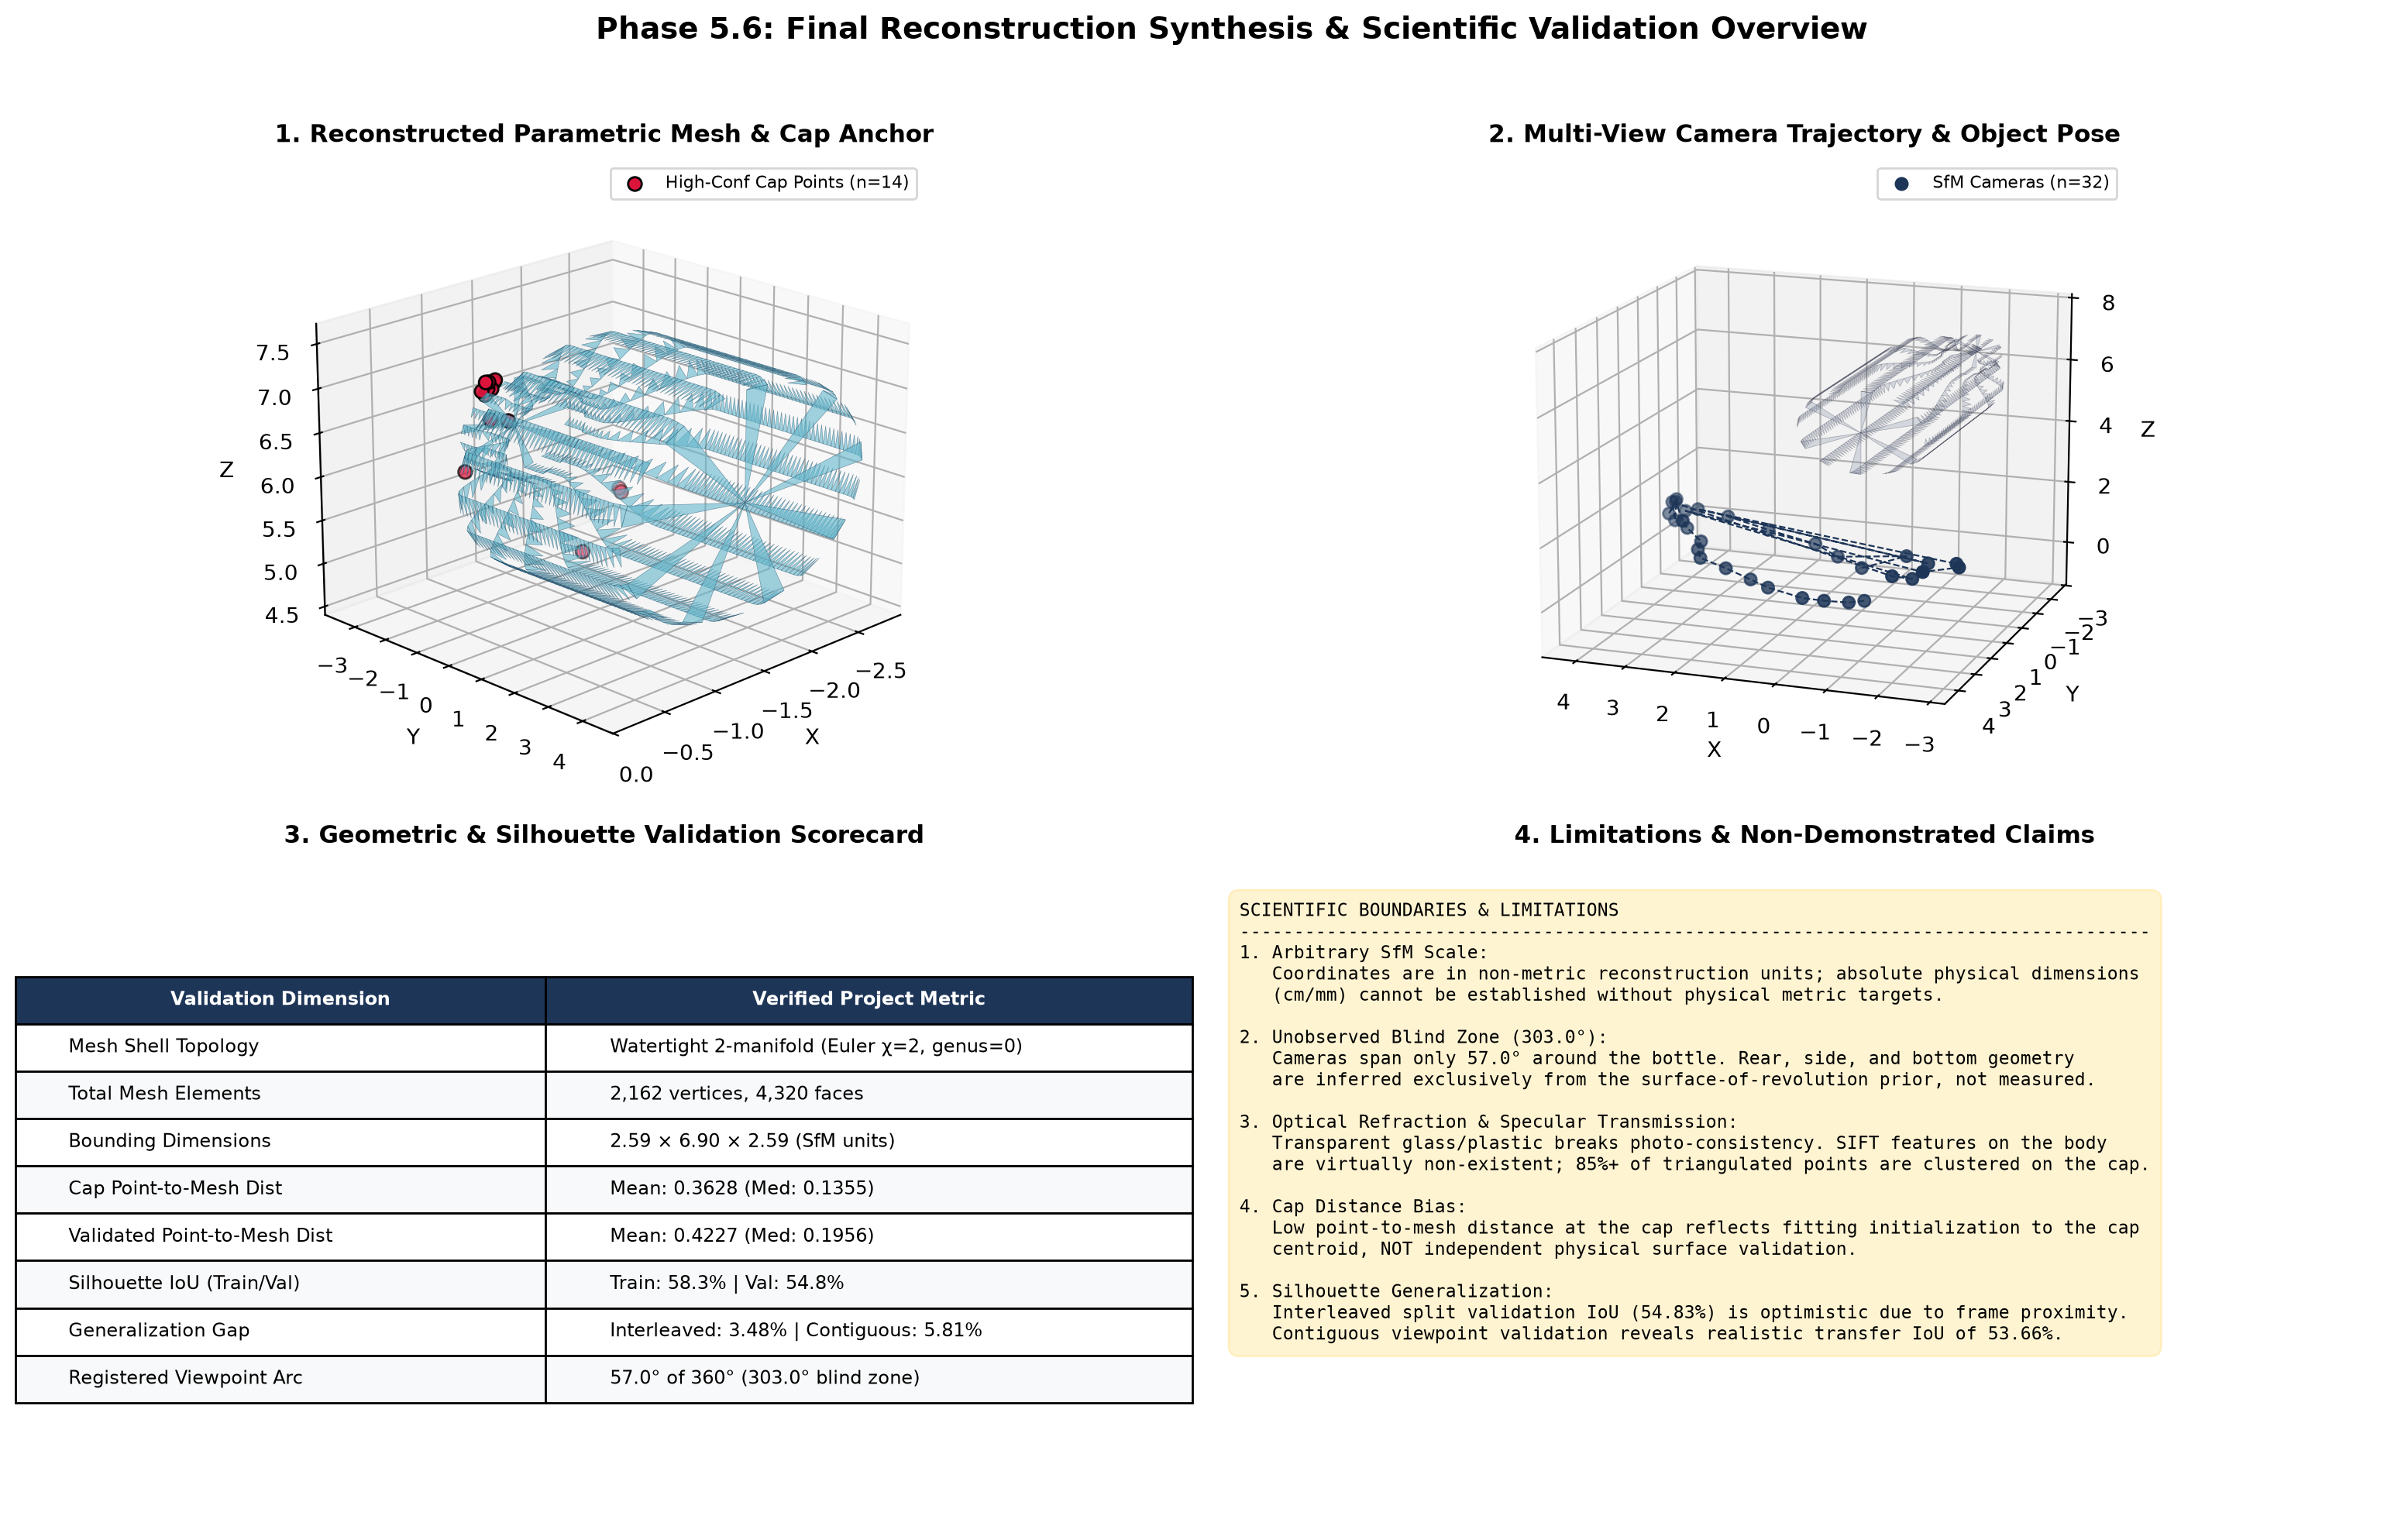 Phase 5.6: Final Reconstruction Synthesis & Scientific Validation Overview
1. Reconstructed Parametric Mesh & Cap Anchor
High-Conf Cap Points (n=14)
7.5
7.0
6.5
6.0
5.5
5.0
4.5
Z
−3
−2
−1
0
1
2
3
4
Y
0.0
−0.5
−1.0
−1.5
−2.0
−2.5
X
2. Multi-View Camera Trajectory & Object Pose
SfM Cameras (n=32)
8
6
4
2
0
Z
4
3
2
1
0
−1
−2
−3
X
−3
−2
−1
0
1
2
3
4
Y
3. Geometric & Silhouette Validation Scorecard
Validation Dimension Verified Project Metric
Mesh Shell Topology Watertight 2-manifold (Euler χ=2, genus=0)
Total Mesh Elements 2,162 vertices, 4,320 faces
Bounding Dimensions 2.59 × 6.90 × 2.59 (SfM units)
Cap Point-to-Mesh Dist Mean: 0.3628 (Med: 0.1355)
Validated Point-to-Mesh Dist Mean: 0.4227 (Med: 0.1956)
Silhouette IoU (Train/Val) Train: 58.3% | Val: 54.8%
Generalization Gap Interleaved: 3.48% | Contiguous: 5.81%
Registered Viewpoint Arc 57.0° of 360° (303.0° blind zone)
4. Limitations & Non-Demonstrated Claims
SCIENTIFIC BOUNDARIES & LIMITATIONS
------------------------------------------------------------------------------------
1. Arbitrary SfM Scale:
Coordinates are in non-metric reconstruction units; absolute physical dimensions
(cm/mm) cannot be established without physical metric targets.
2. Unobserved Blind Zone (303.0°):
Cameras span only 57.0° around the bottle. Rear, side, and bottom geometry
are inferred exclusively from the surface-of-revolution prior, not measured.
3. Optical Refraction & Specular Transmission:
Transparent glass/plastic breaks photo-consistency. SIFT features on the body
are virtually non-existent; 85%+ of triangulated points are clustered on the cap.
4. Cap Distance Bias:
Low point-to-mesh distance at the cap reflects fitting initialization to the cap
centroid, NOT independent physical surface validation.
5. Silhouette Generalization:
Interleaved split validation IoU (54.83%) is optimistic due to frame proximity.
Contiguous viewpoint validation reveals realistic transfer IoU of 53.66%.